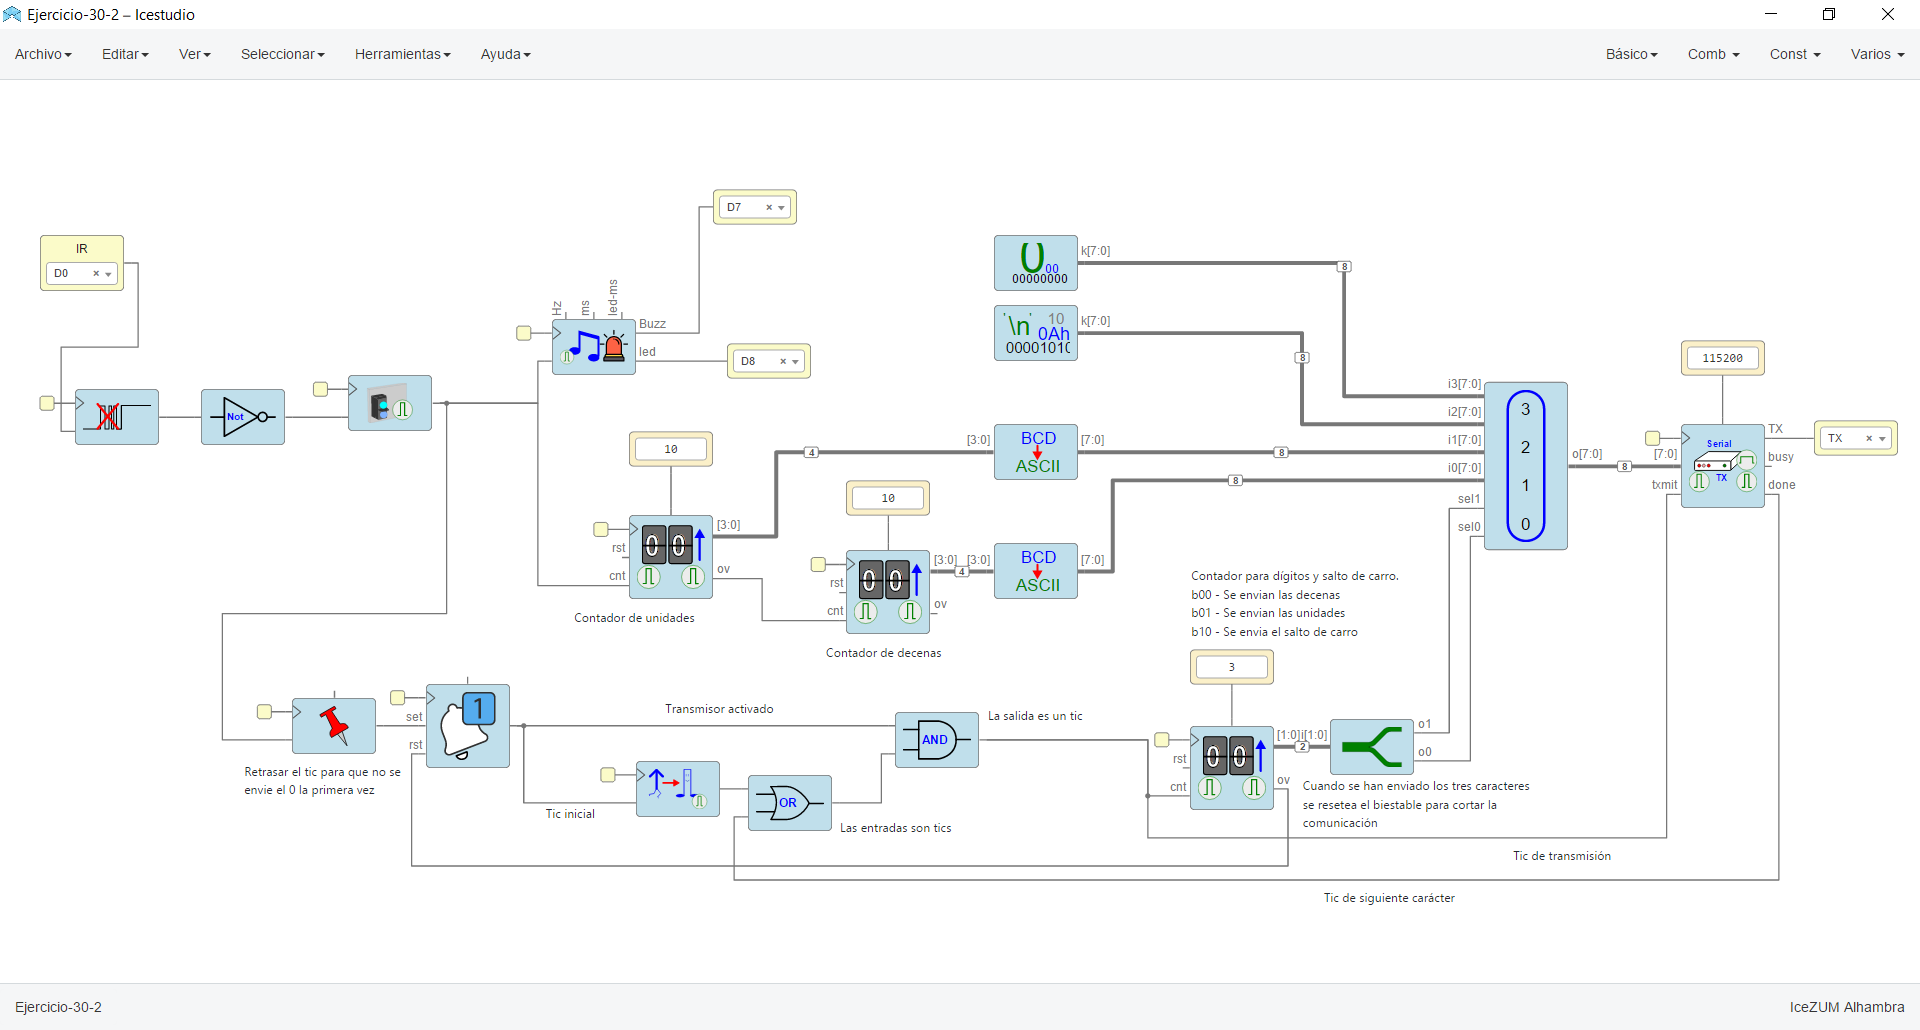 Ejercicio-30-2 – Icestudio
Archivo Editar Ver Seleccionar Herramientas Ayuda Básico Comb Const Varios
D7
IR
D0
Hz ms led-ms
Buzz
led
D8
0
00
00000000
k[7:0]
8
'\n' 10
0Ah
00001010
k[7:0]
8
Not
115200
i3[7:0]
i2[7:0]
i1[7:0]
i0[7:0]
sel1
sel0
3
2
1
0
o[7:0]
8
[7:0]
txmit
Serial
TX
TX
busy
done
TX
10
4
[3:0]
BCD
ASCII
[7:0]
8
8
10
rst
cnt
0 0
[3:0]
ov
Contador de unidades
rst
cnt
0 0
[3:0]
4
[3:0]
ov
BCD
ASCII
[7:0]
Contador de decenas
Contador para dígitos y salto de carro.
b00 - Se envian las decenas
b01 - Se envian las unidades
b10 - Se envia el salto de carro
3
set
rst
1
Transmisor activado
AND
La salida es un tic
rst
cnt
0 0
[1:0]
2
i[1:0]
ov
o1
o0
Retrasar el tic para que no se
envie el 0 la primera vez
Tic inicial
OR
Las entradas son tics
Cuando se han enviado los tres caracteres
se resetea el biestable para cortar la
comunicación
Tic de transmisión
Tic de siguiente carácter
Ejercicio-30-2
IceZUM Alhambra